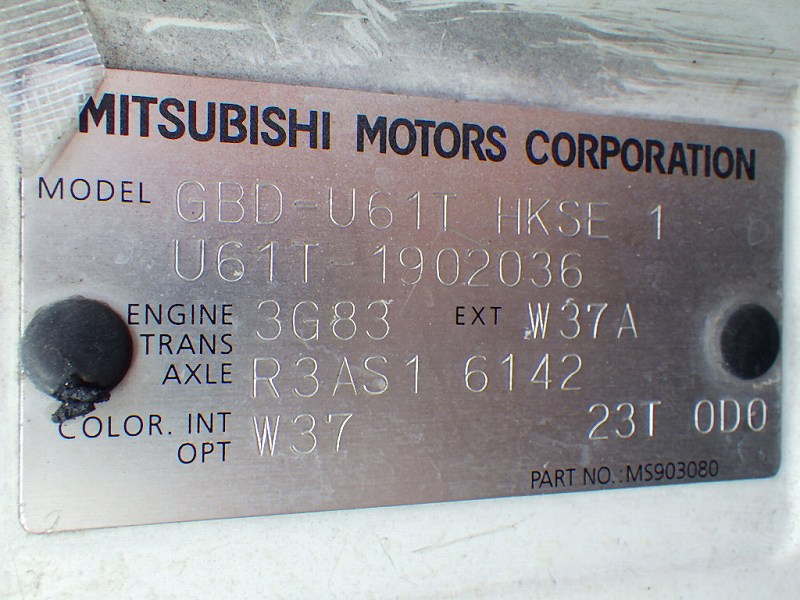 MITSUBISHI MOTORS CORPORATION
MODEL GBD-U61T HKSE 1
U61T-1902036
ENGINE 3G83 EXT W37A
TRANS
AXLE R3AS1 6142
COLOR. INT W37 23T 0D0
OPT
PART NO.:MS903080